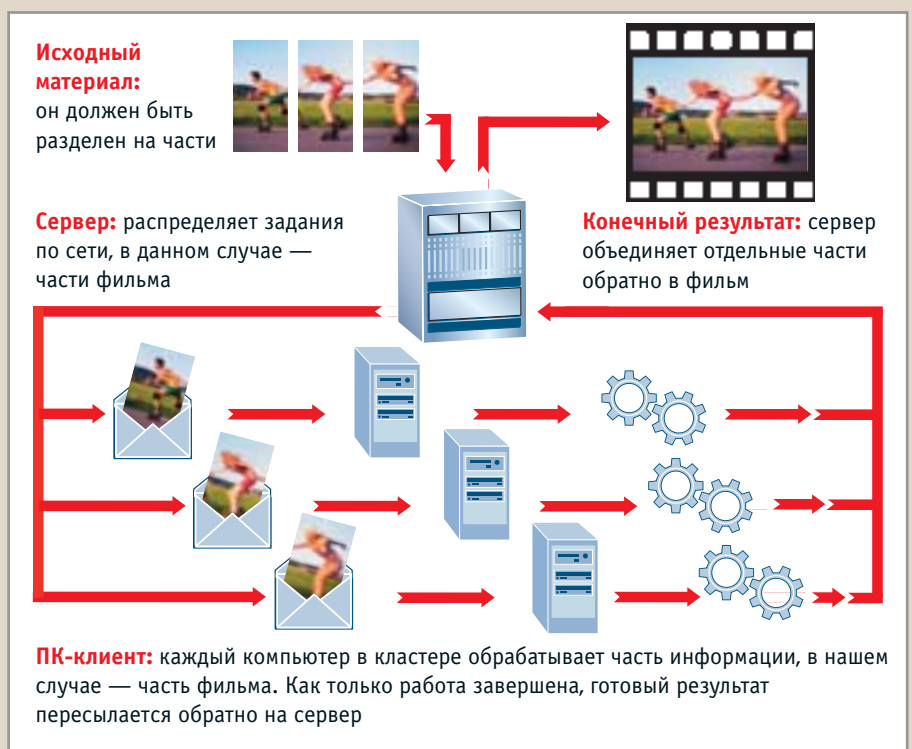 Исходный
материал:
он должен быть
разделен на части
Сервер: распределяет задания
по сети, в данном случае —
части фильма
Конечный результат: сервер
объединяет отдельные части
обратно в фильм
ПК-клиент: каждый компьютер в кластере обрабатывает часть информации, в нашем
случае — часть фильма. Как только работа завершена, готовый результат
пересылается обратно на сервер